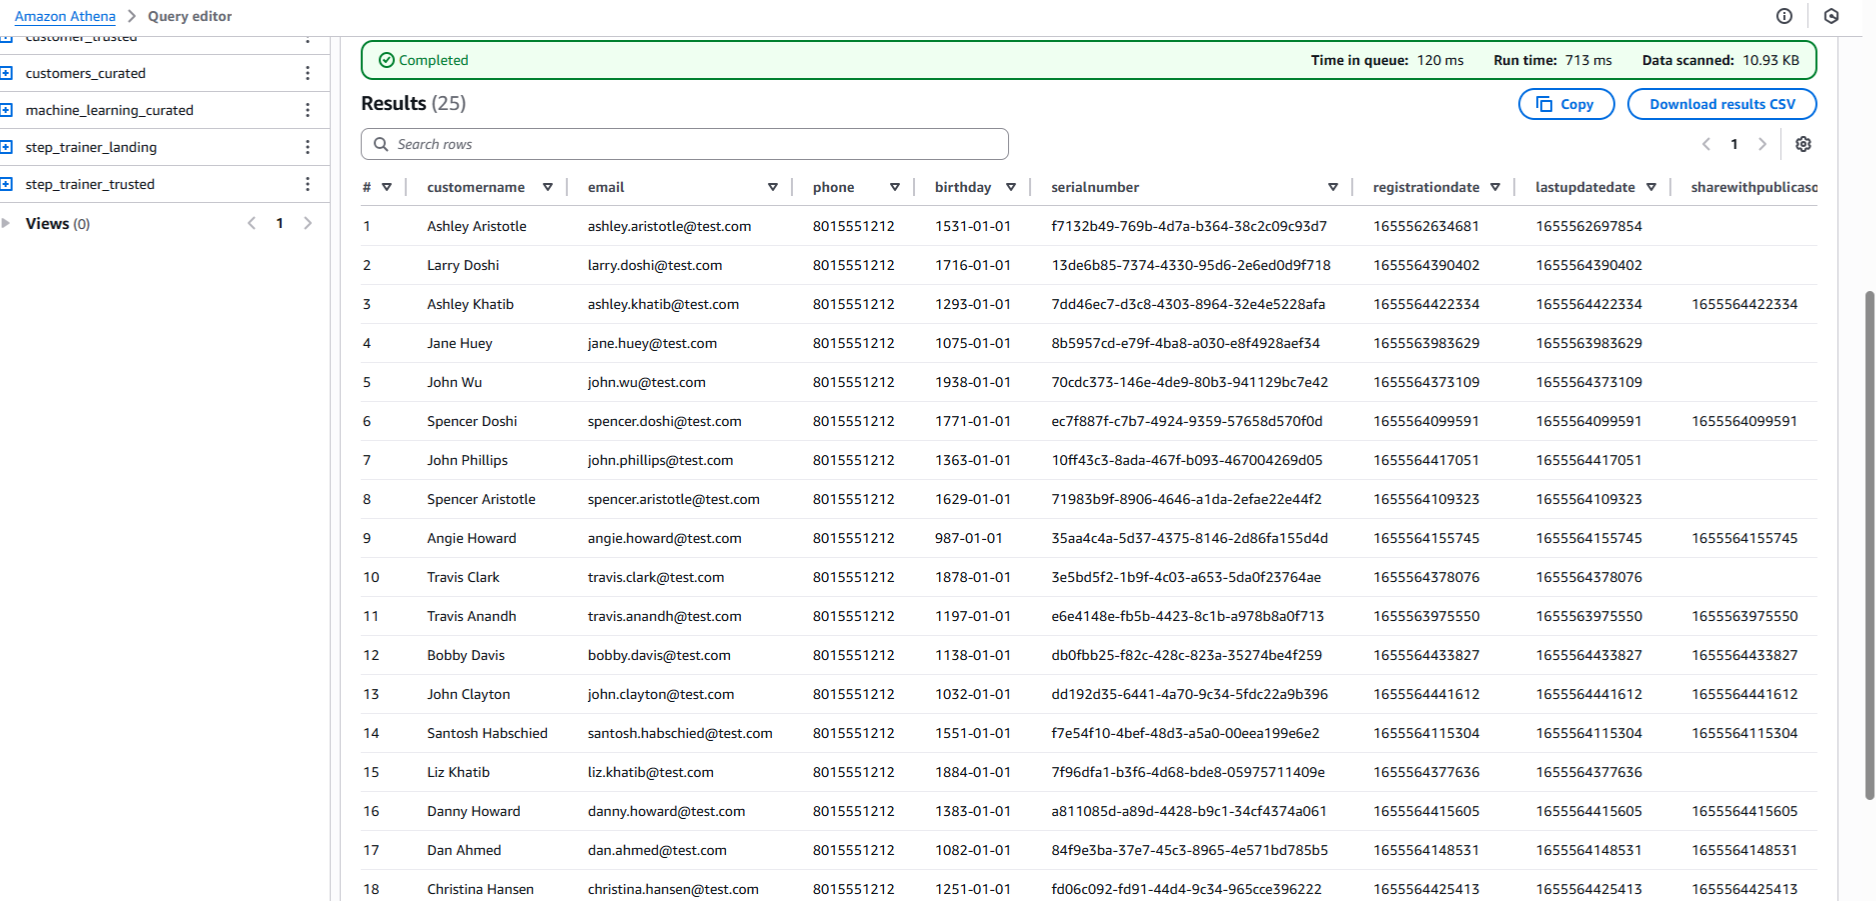 Amazon Athena > Query editor
customer_trusted
customers_curated
machine_learning_curated
step_trainer_landing
step_trainer_trusted
Views (0) 1
Completed Time in queue: 120 ms Run time: 713 ms Data scanned: 10.93 KB
Results (25) Copy Download results CSV
Search rows 1
# customername email phone birthday serialnumber registrationdate lastupdatedate sharewithpublicaso
1 Ashley Aristotle ashley.aristotle@test.com 8015551212 1531-01-01 f7132b49-769b-4d7a-b364-38c2c09c93d7 1655562634681 1655562697854
2 Larry Doshi larry.doshi@test.com 8015551212 1716-01-01 13de6b85-7374-4330-95d6-2e6ed0d9f718 1655564390402 1655564390402
3 Ashley Khatib ashley.khatib@test.com 8015551212 1293-01-01 7dd46ec7-d3c8-4303-8964-32e4e5228afa 1655564422334 1655564422334 1655564422334
4 Jane Huey jane.huey@test.com 8015551212 1075-01-01 8b5957cd-e79f-4ba8-a030-e8f4928aef34 1655563983629 1655563983629
5 John Wu john.wu@test.com 8015551212 1938-01-01 70cdc373-146e-4de9-80b3-941129bc7e42 1655564373109 1655564373109
6 Spencer Doshi spencer.doshi@test.com 8015551212 1771-01-01 ec7f887f-c7b7-4924-9359-57658d570f0d 1655564099591 1655564099591 1655564099591
7 John Phillips john.phillips@test.com 8015551212 1363-01-01 10ff43c3-8ada-467f-b093-467004269d05 1655564417051 1655564417051
8 Spencer Aristotle spencer.aristotle@test.com 8015551212 1629-01-01 71983b9f-8906-4646-a1da-2efae22e44f2 1655564109323 1655564109323
9 Angie Howard angie.howard@test.com 8015551212 987-01-01 35aa4c4a-5d37-4375-8146-2d86fa155d4d 1655564155745 1655564155745 1655564155745
10 Travis Clark travis.clark@test.com 8015551212 1878-01-01 3e5bd5f2-1b9f-4c03-a653-5da0f23764ae 1655564378076 1655564378076
11 Travis Anandh travis.anandh@test.com 8015551212 1197-01-01 e6e4148e-fb5b-4423-8c1b-a978b8a0f713 1655563975550 1655563975550 1655563975550
12 Bobby Davis bobby.davis@test.com 8015551212 1138-01-01 db0fbb25-f82c-428c-823a-35274be4f259 1655564433827 1655564433827 1655564433827
13 John Clayton john.clayton@test.com 8015551212 1032-01-01 dd192d35-6441-4a70-9c34-5fdc22a9b396 1655564441612 1655564441612 1655564441612
14 Santosh Habschied santosh.habschied@test.com 8015551212 1551-01-01 f7e54f10-4bef-48d3-a5a0-00eea199e6e2 1655564115304 1655564115304 1655564115304
15 Liz Khatib liz.khatib@test.com 8015551212 1884-01-01 7f96dfa1-b3f6-4d68-bde8-05975711409e 1655564377636 1655564377636
16 Danny Howard danny.howard@test.com 8015551212 1383-01-01 a811085d-a89d-4428-b9c1-34cf4374a061 1655564415605 1655564415605 1655564415605
17 Dan Ahmed dan.ahmed@test.com 8015551212 1082-01-01 84f9e3ba-37e7-45c3-8965-4e571bd785b5 1655564148531 1655564148531 1655564148531
18 Christina Hansen christina.hansen@test.com 8015551212 1251-01-01 fd06c092-fd91-44d4-9c34-965cce396222 1655564425413 1655564425413 1655564425413